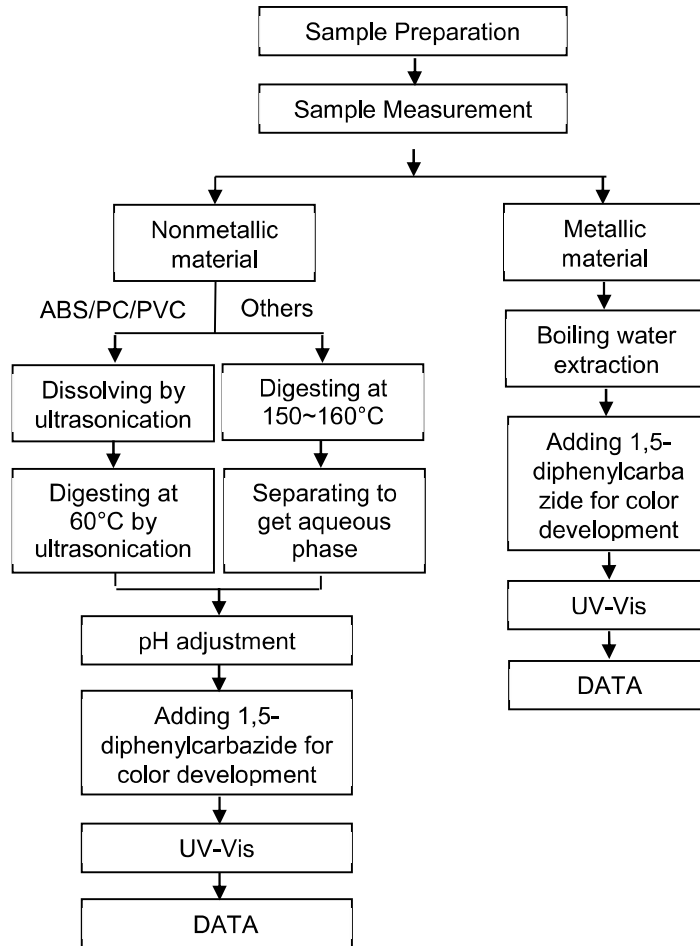 Sample Preparation
Sample Measurement
Nonmetallic
material
ABS/PC/PVC
Others
Dissolving by
ultrasonication
Digesting at
150~160°C
Digesting at
60°C by
ultrasonication
Separating to
get aqueous
phase
pH adjustment
Adding 1,5-
diphenylcarbazide for
color development
UV-Vis
DATA
Metallic
material
Boiling water
extraction
Adding 1,5-
diphenylcarba
zide for color
development
UV-Vis
DATA